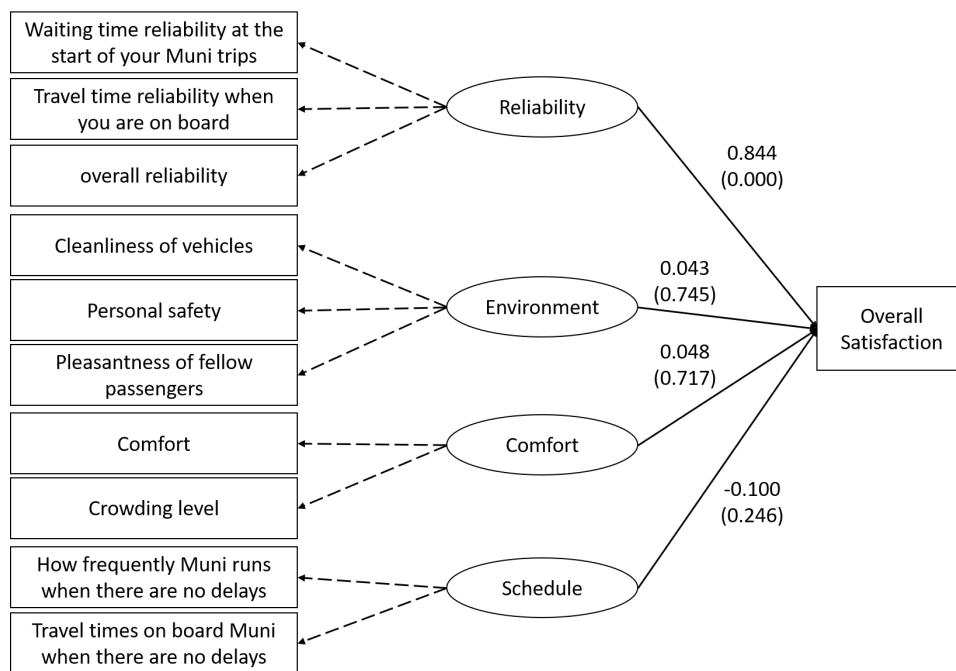 Waiting time reliability at the
start of your Muni trips
Travel time reliability when
you are on board
overall reliability
Cleanliness of vehicles
Personal safety
Pleasantness of fellow
passengers
Comfort
Crowding level
How frequently Muni runs
when there are no delays
Travel times on board Muni
when there are no delays
Reliability
Environment
Comfort
Schedule
0.844
(0.000)
0.043
(0.745)
0.048
(0.717)
-0.100
(0.246)
Overall
Satisfaction